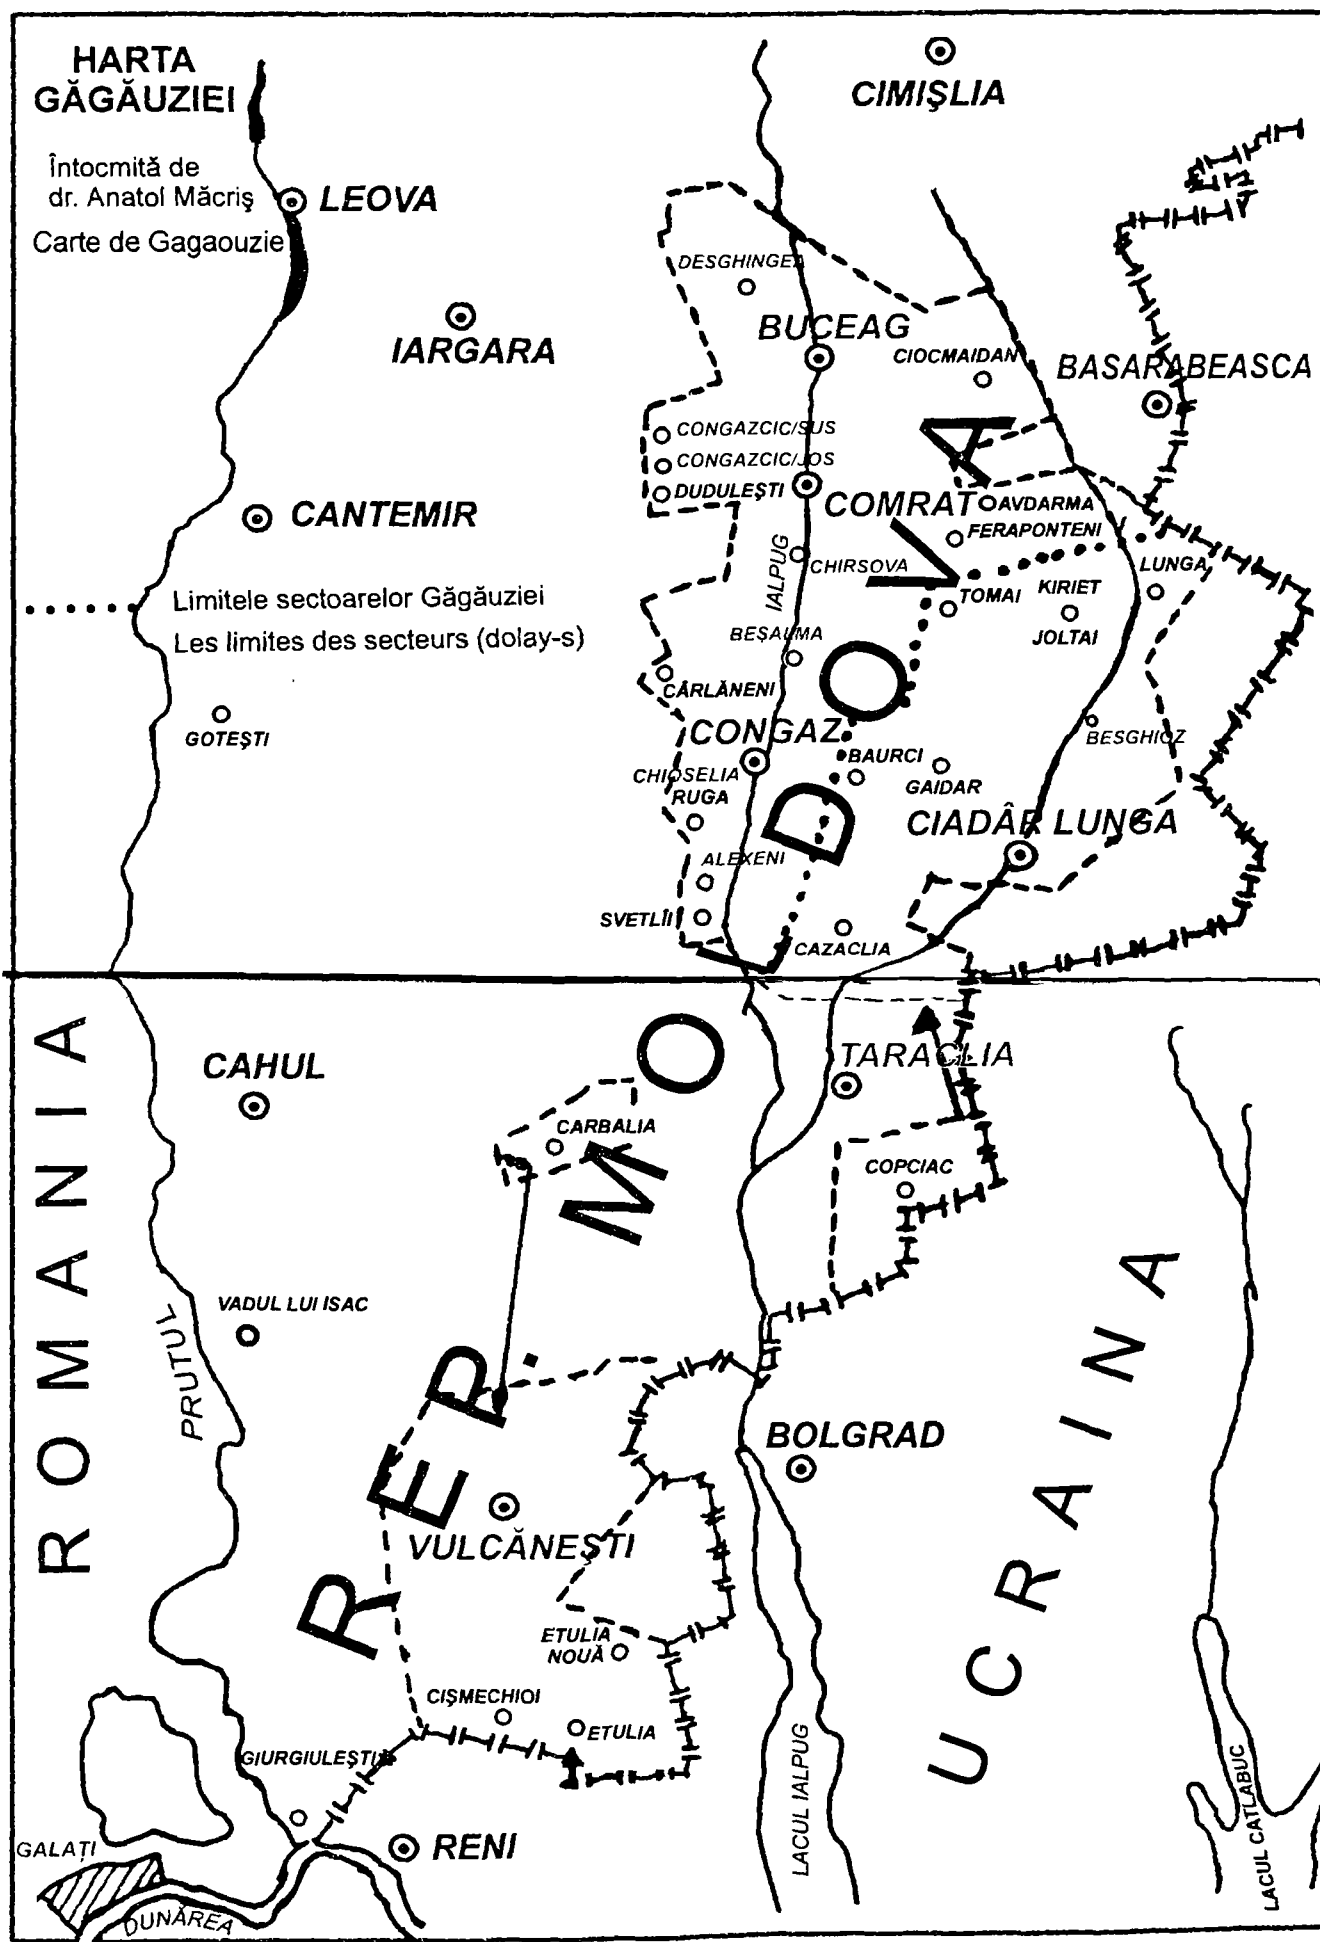 HARTA
GĂGĂUZIEI
Întocmită de
dr. Anatol Măcriş
Carte de Gagaouzie
CIMIŞLIA
LEOVA
DESGHINGEA
IARGARA
BUCEAG
CIOCMAIDAN
BASARABEASCA
CONGAZCIC/SUS
CONGAZCIC/JOS
DUDULEŞTI
CANTEMIR
COMRAT
AVDARMA
FERAPONTENI
IALPUG
CHIRSOVA
LUNGA
Limitele sectoarelor Găgăuziei
Les limites des secteurs (dolay-s)
TOMAI
KIRIET
JOLTAI
BEŞALMA
CÂRLĂNENI
GOTEŞTI
CONGAZ
BESGHIOZ
CHIOSELIA
RUGA
BAURCI
GAIDAR
CIADÂR LUNGA
ALEXENI
SVETLÎI
CAZACLIA
ROMANIA
REP. MOLDOVA
UCRAINA
CAHUL
TARACLIA
CARBALIA
COPCIAC
VADUL LUI ISAC
PRUTUL
BOLGRAD
VULCĂNEŞTI
ETULIA
NOUĂ
CIŞMECHIOI
ETULIA
GIURGIULEŞTI
LACUL IALPUG
LACUL CATLABUC
GALAŢI
RENI
DUNĂREA